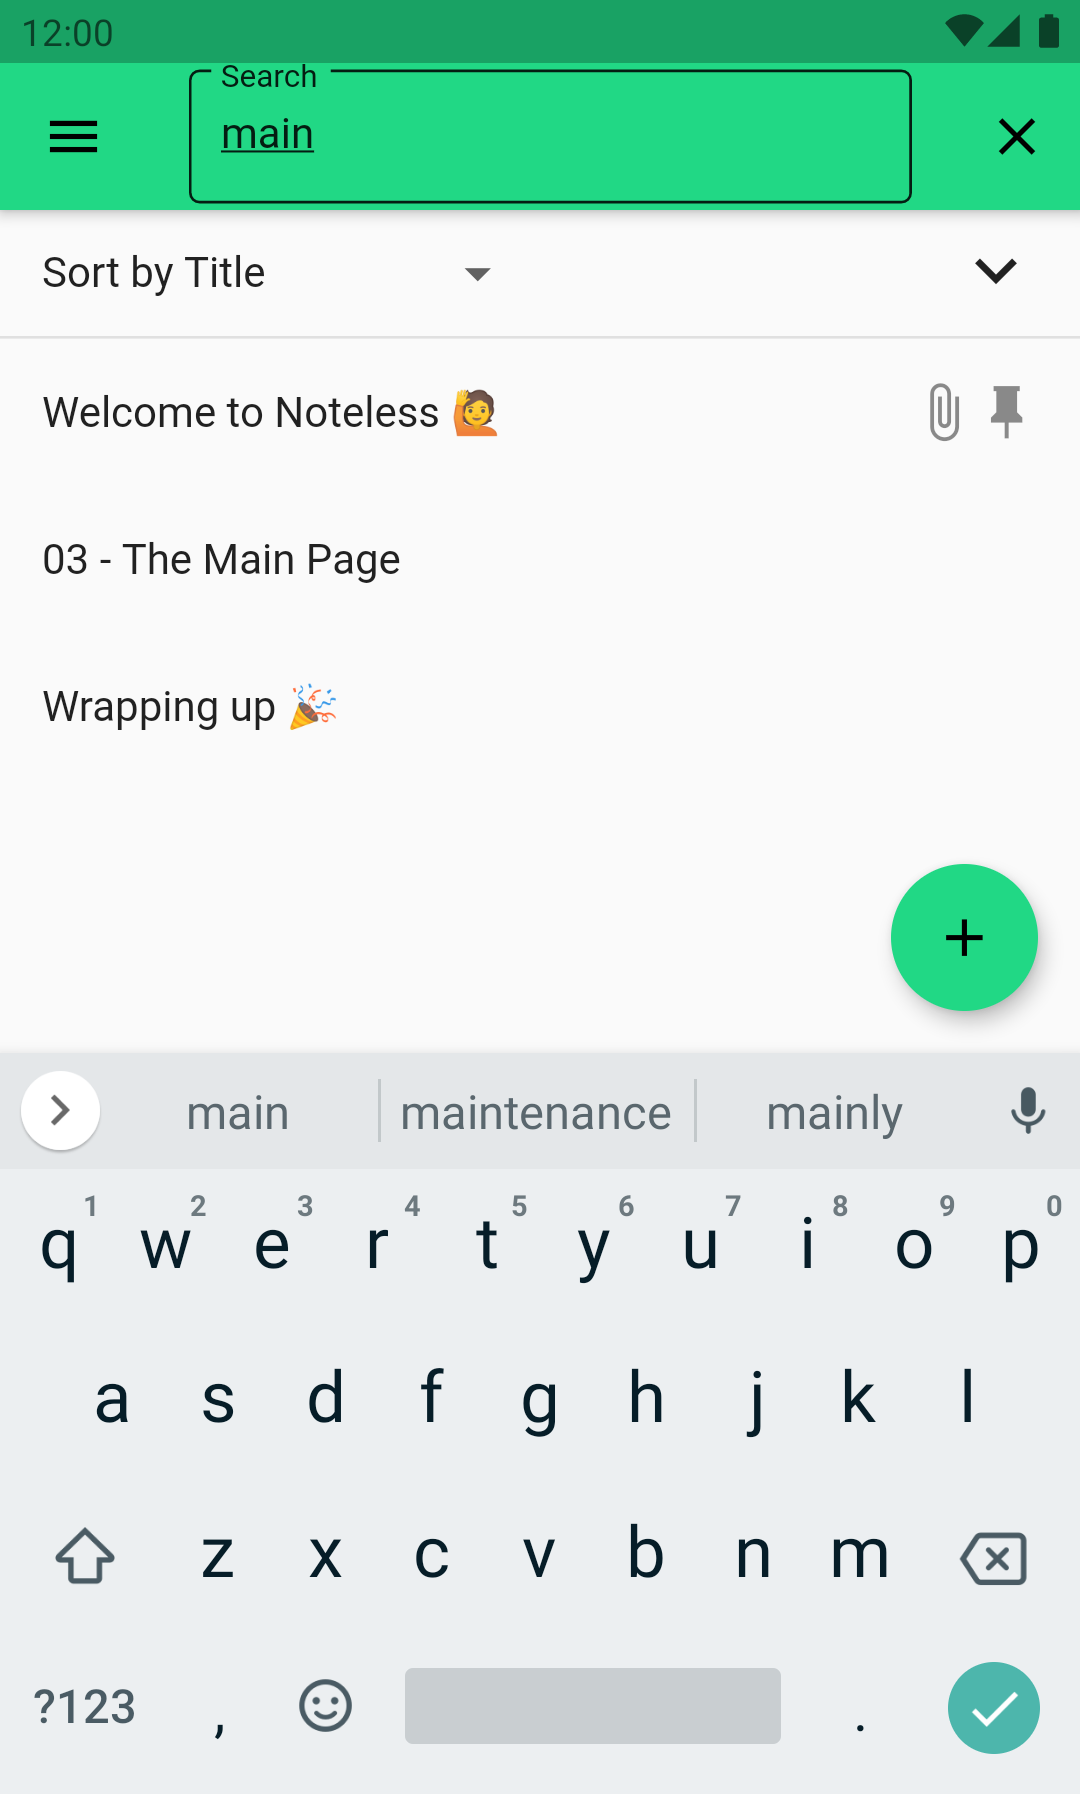 12:00
Search
main
Sort by Title
Welcome to Noteless 🙋
03 - The Main Page
Wrapping up 🎉
main maintenance mainly
1 2 3 4 5 6 7 8 9 0
q w e r t y u i o p
a s d f g h j k l
z x c v b n m
?123 , .